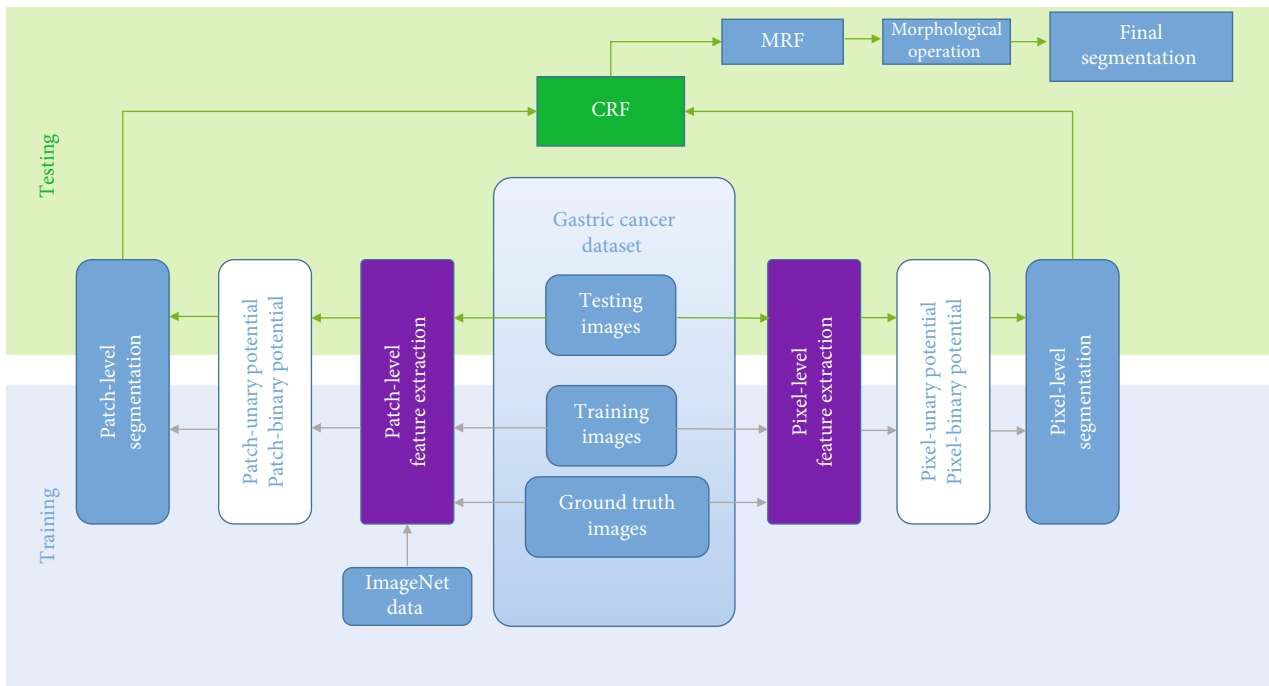 MRF
Morphological
operation
Final
segmentation
CRF
Testing
Gastric cancer
dataset
Testing
images
Training
images
Ground truth
images
Patch-level
segmentation
Patch-unary potential
Patch-binary potential
Patch-level
feature extraction
Pixel-level
feature extraction
Pixel-unary potential
Pixel-binary potential
Pixel-level
segmentation
Training
ImageNet
data